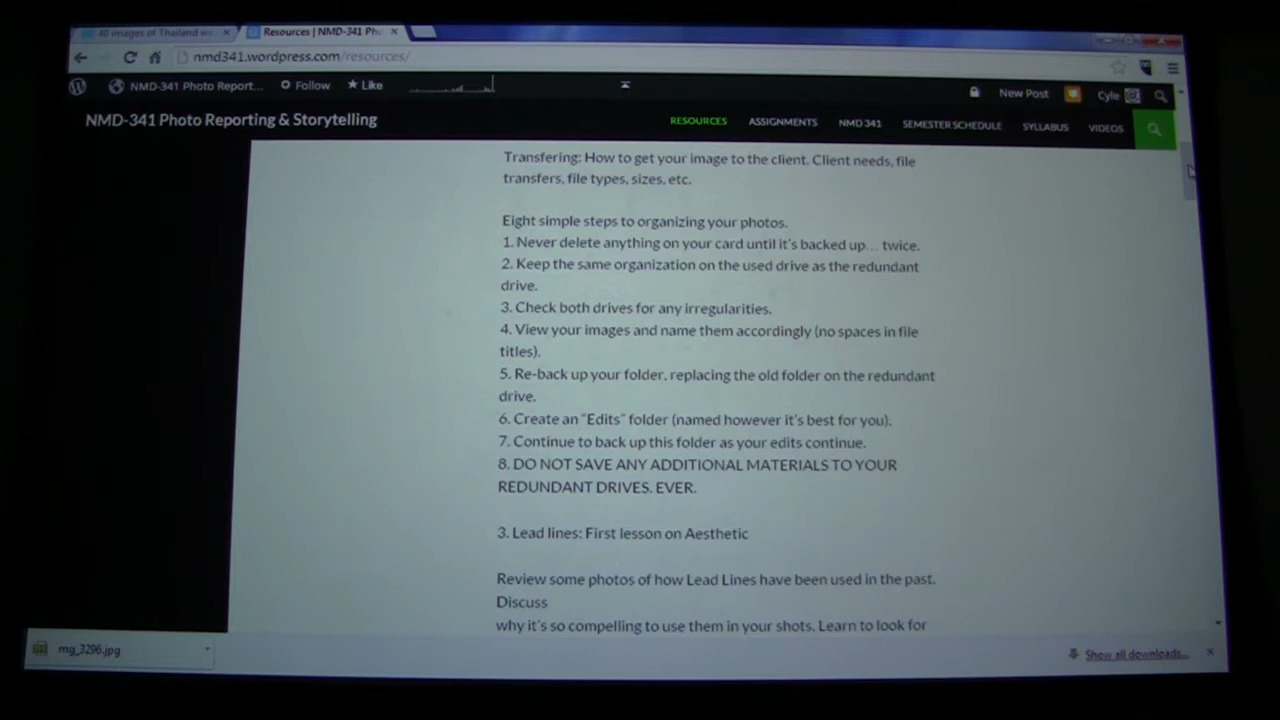 40 images of Thailand
Resources | NMD-341 Ph
nmd341.wordpress.com/resources/
NMD-341 Photo Report... Follow Like New Post Cyle
NMD-341 Photo Reporting & Storytelling
RESOURCES ASSIGNMENTS NMD 341 SEMESTER SCHEDULE SYLLABUS VIDEOS
Transfering: How to get your image to the client. Client needs, file
transfers, file types, sizes, etc.
Eight simple steps to organizing your photos.
1. Never delete anything on your card until it's backed up... twice.
2. Keep the same organization on the used drive as the redundant
drive.
3. Check both drives for any irregularities.
4. View your images and name them accordingly (no spaces in file
titles).
5. Re-back up your folder, replacing the old folder on the redundant
drive.
6. Create an "Edits" folder (named however it's best for you).
7. Continue to back up this folder as your edits continue.
8. DO NOT SAVE ANY ADDITIONAL MATERIALS TO YOUR
REDUNDANT DRIVES. EVER.
3. Lead lines: First lesson on Aesthetic
Review some photos of how Lead Lines have been used in the past.
Discuss
why it's so compelling to use them in your shots. Learn to look for
mg_3296.jpg
Show all downloads...